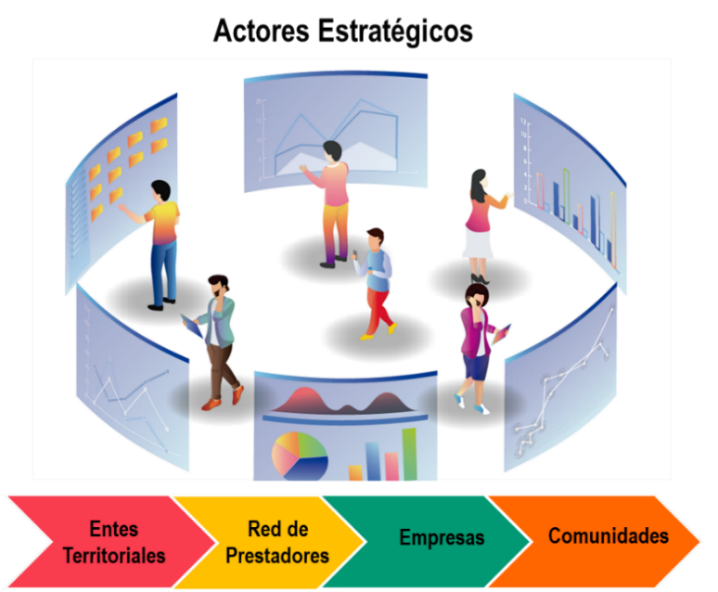 Actores Estratégicos
Entes
Territoriales
Red de
Prestadores
Empresas
Comunidades